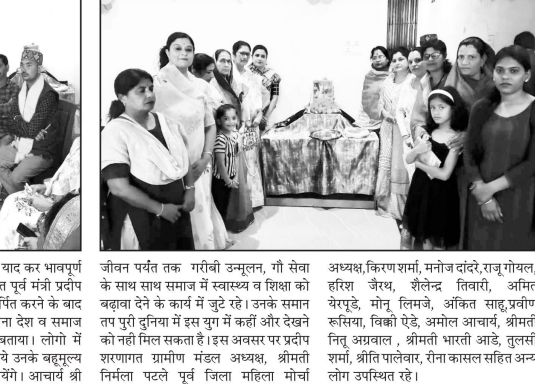 याद कर भावपूर्ण
त पूर्व मंत्री प्रदीप
र्पित करने के बाद
ना देश व समाज
बताया। लोगो में
ये उनके बहूमूल्य
येंगे। आचार्य श्री
जीवन पर्यंत तक गरीबी उन्मूलन, गौ सेवा
के साथ साथ समाज में स्वास्थ्य व शिक्षा को
बढ़ावा देने के कार्य में जुटे रहे। उनके समान
तप पुरी दुनिया में इस युग में कहीं और देखने
को नही मिल सकता है। इस अवसर पर प्रदीप
शरणागत ग्रामीण मंडल अध्यक्ष, श्रीमती
निर्मला पटले पूर्व जिला महिला मोर्चा
अध्यक्ष,किरण शर्मा, मनोज दांदरे,राजू गोयल,
हरिश जैरथ, शैलेन्द्र तिवारी, अमित
येरपूडे, मोनू लिमजे, अंकित साहू,प्रवीण
रूसिया, विक्की ऐडे, अमोल आचार्य, श्रीमती
नितू अग्रवाल , श्रीमती भारती आडे, तुलसी
शर्मा, श्रीति पालेवार, रीना कासल सहित अन्य
लोग उपस्थित रहे।